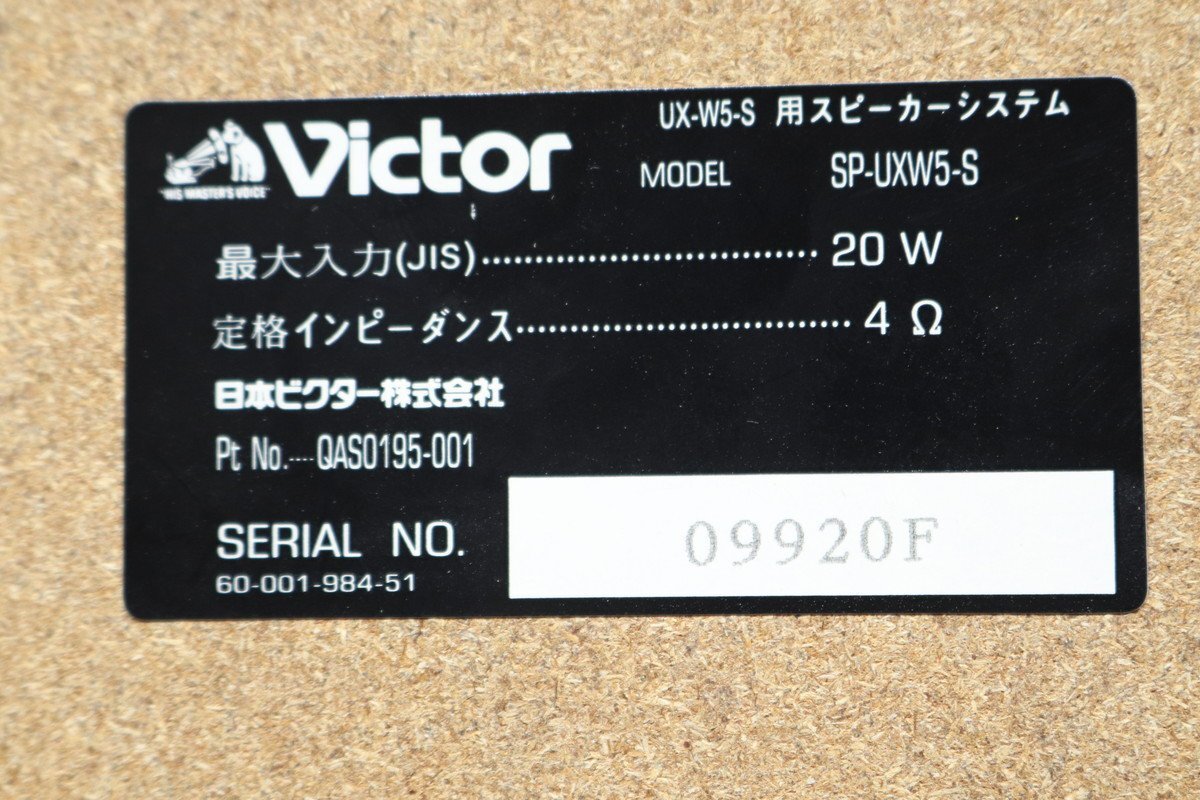 "HIS MASTER'S VOICE"
Victor
UX-W5-S 用スピーカーシステム
MODEL SP-UXW5-S
最大入力(JIS)······························20 W
定格インピーダンス······························4 Ω
日本ビクター株式会社
Pt No.----QAS0195-001
SERIAL NO. 09920F
60-001-984-51